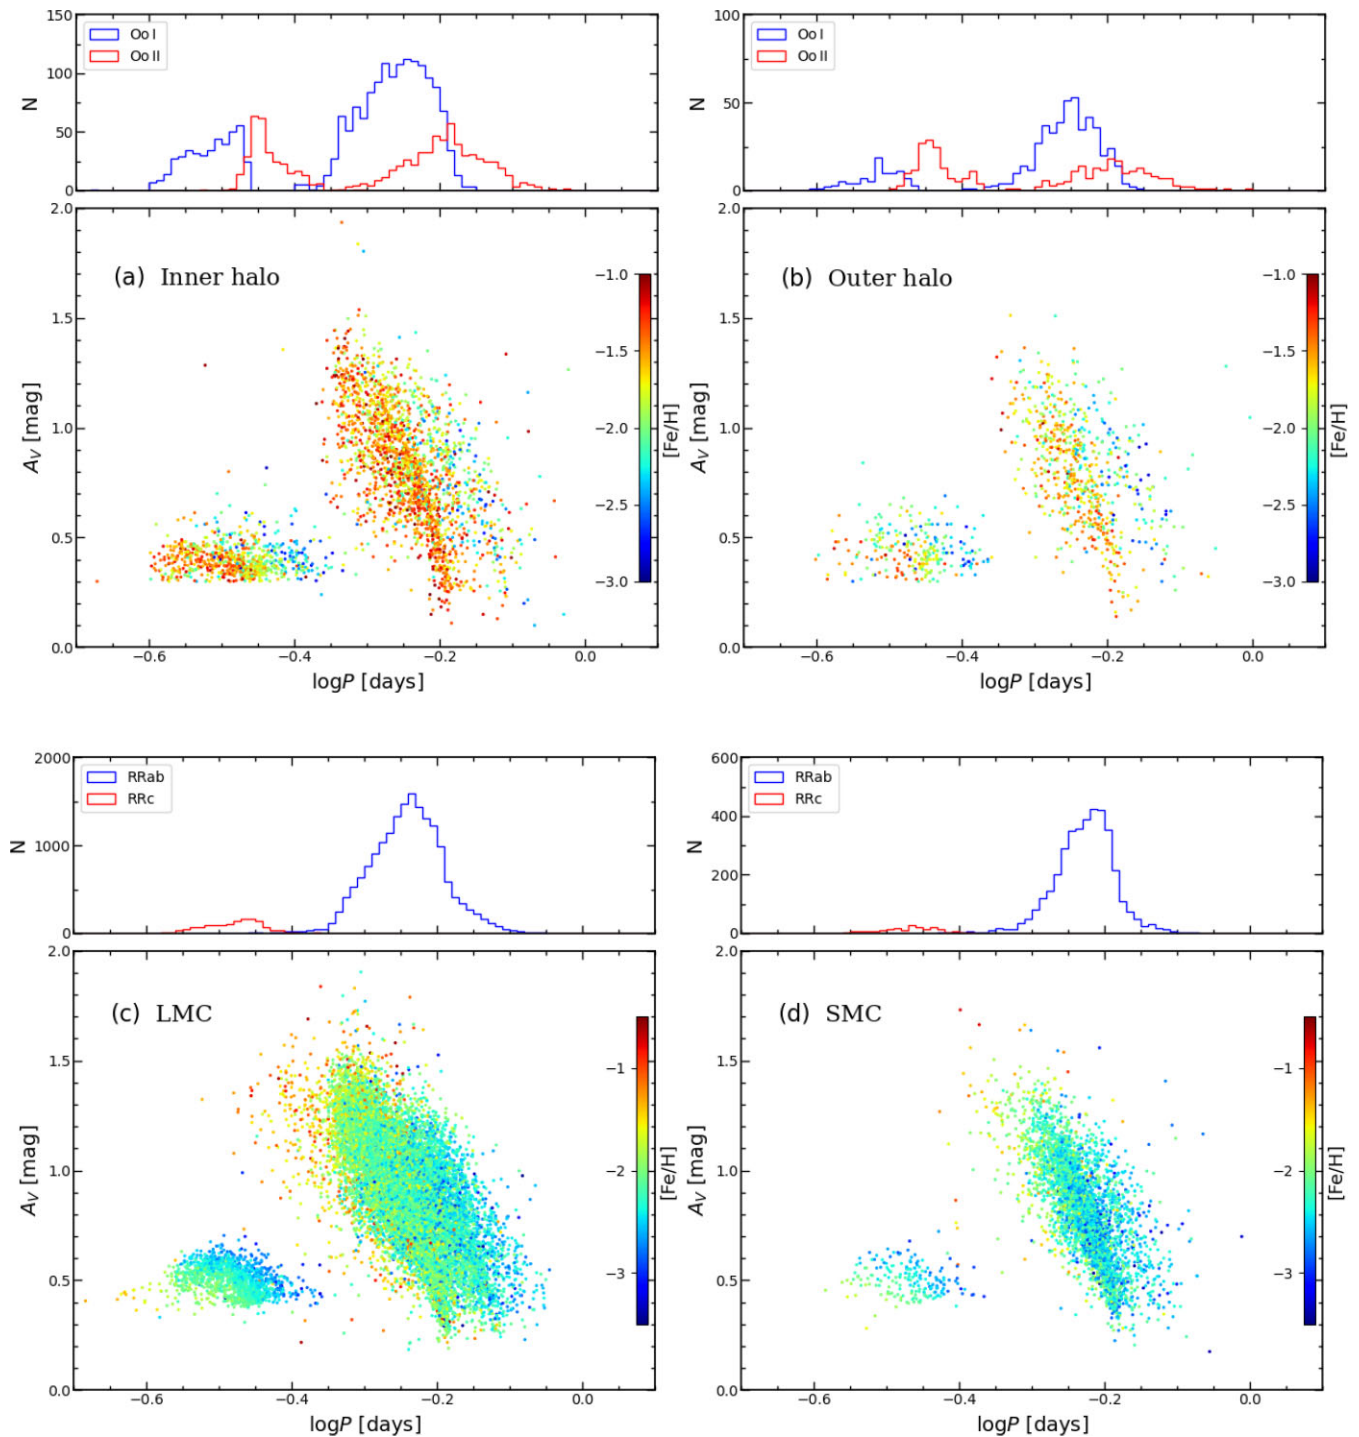 150
Oo I
Oo II
100
N
50
0
2.0
(a) Inner halo
−1.0
1.5
−1.5
A_V [mag]
1.0
−2.0
[Fe/H]
−2.5
0.5
−3.0
0.0
−0.6 −0.4 −0.2 0.0
logP [days]
100
Oo I
Oo II
N
50
0
2.0
(b) Outer halo
−1.0
1.5
−1.5
A_V [mag]
1.0
−2.0
[Fe/H]
−2.5
0.5
−3.0
0.0
−0.6 −0.4 −0.2 0.0
logP [days]
2000
RRab
RRc
N
1000
0
2.0
(c) LMC
1.5
−1
A_V [mag]
1.0
−2
[Fe/H]
0.5
−3
0.0
−0.6 −0.4 −0.2 0.0
logP [days]
600
RRab
RRc
400
N
200
0
2.0
(d) SMC
1.5
−1
A_V [mag]
1.0
−2
[Fe/H]
0.5
−3
0.0
−0.6 −0.4 −0.2 0.0
logP [days]